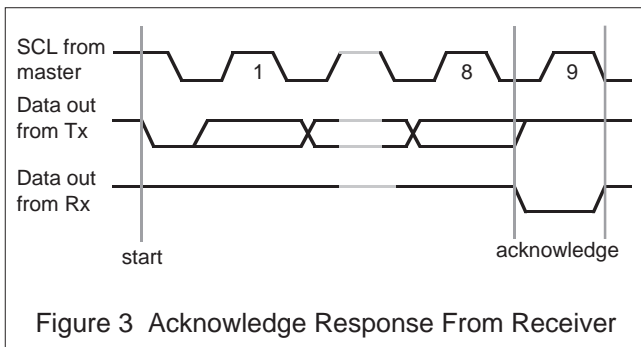 SCL from
master
1
8
9
Data out
from Tx
Data out
from Rx
start
acknowledge
Figure 3 Acknowledge Response From Receiver